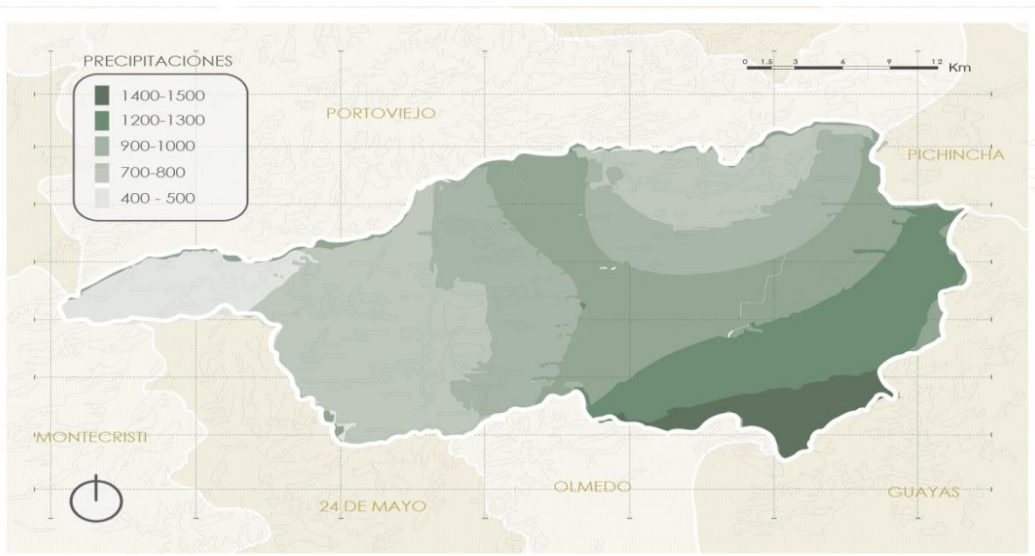 PRECIPITACIONES
1400-1500
1200-1300
900-1000
700-800
400 - 500
0 1.5 3 6 9 12 Km
PORTOVIEJO
PICHINCHA
MONTECRISTI
24 DE MAYO
OLMEDO
GUAYAS